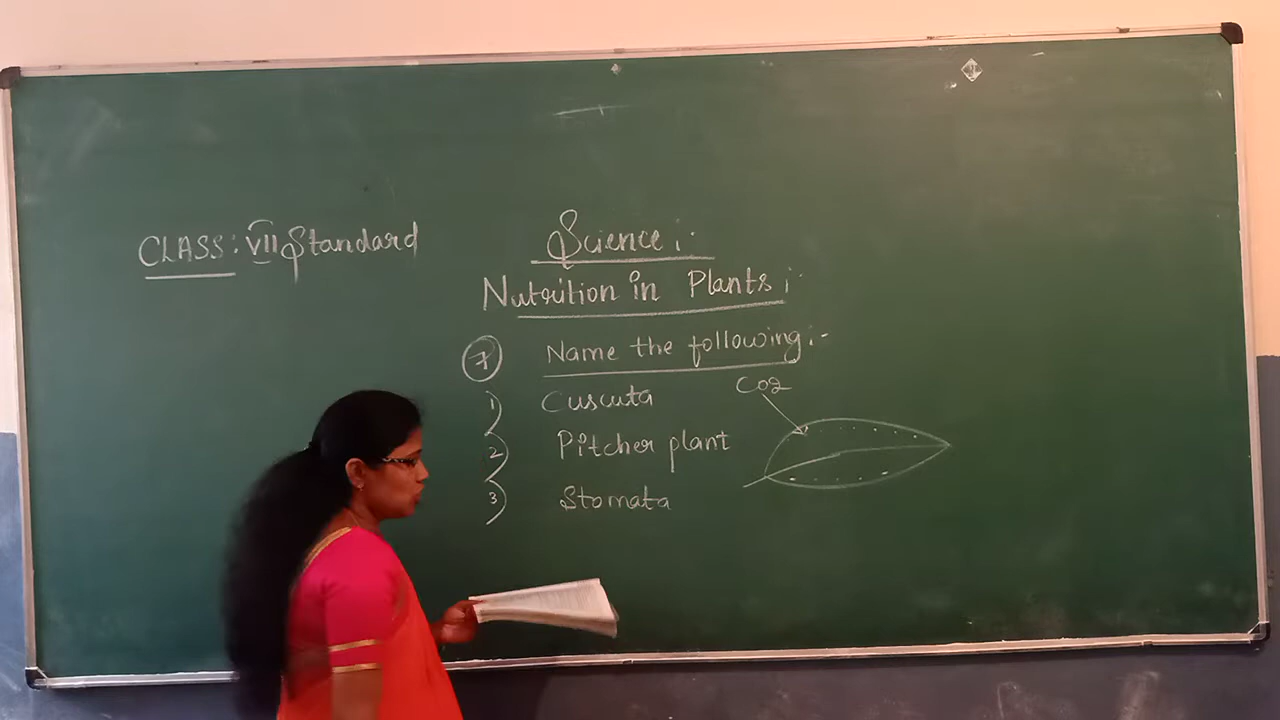 CLASS: VII Standard
Science:-
Nutrition in Plants:-
7 Name the following:-
1) Cuscuta
CO2
2) Pitcher plant
3) Stomata